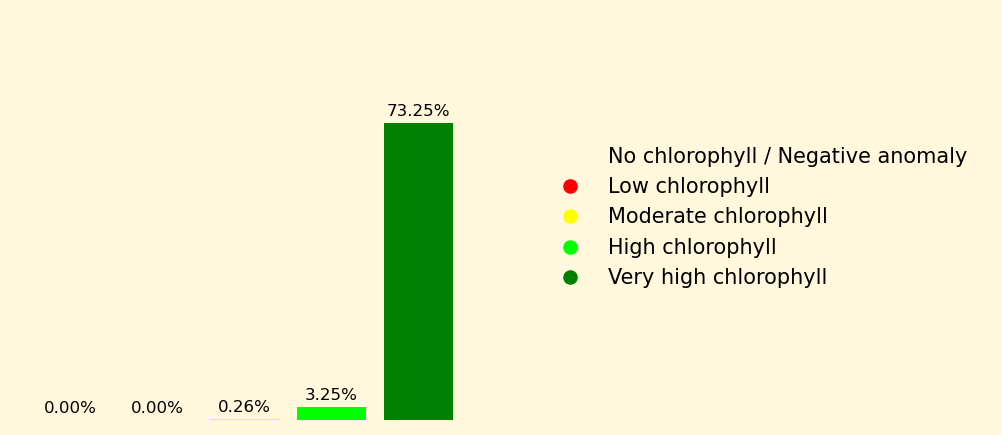 73.25%
3.25%
0.26%
0.00%
0.00%
No chlorophyll / Negative anomaly
Low chlorophyll
Moderate chlorophyll
High chlorophyll
Very high chlorophyll